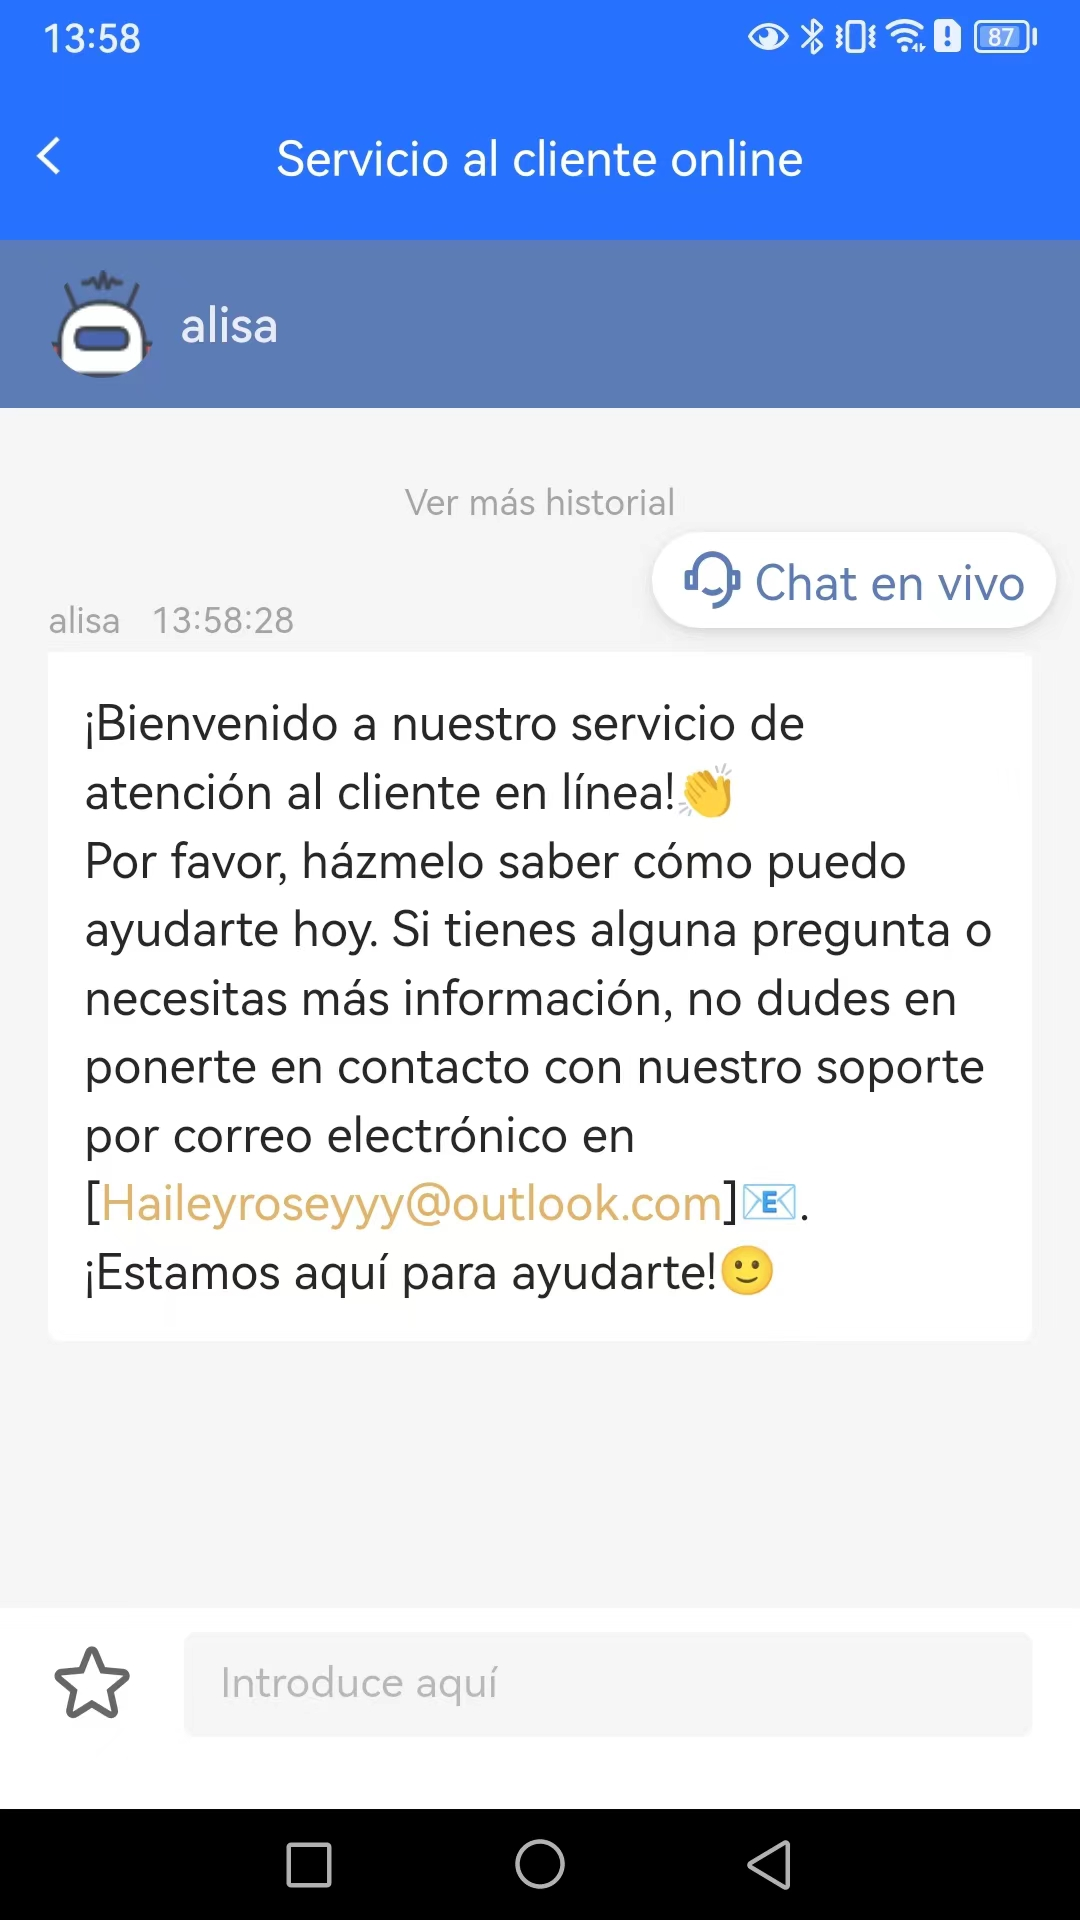 13:58
87
Servicio al cliente online
alisa
Ver más historial
Chat en vivo
alisa 13:58:28
¡Bienvenido a nuestro servicio de
atención al cliente en línea!👏
Por favor, házmelo saber cómo puedo
ayudarte hoy. Si tienes alguna pregunta o
necesitas más información, no dudes en
ponerte en contacto con nuestro soporte
por correo electrónico en
[Haileyroseyyy@outlook.com]📧.
¡Estamos aquí para ayudarte!🙂
Introduce aquí